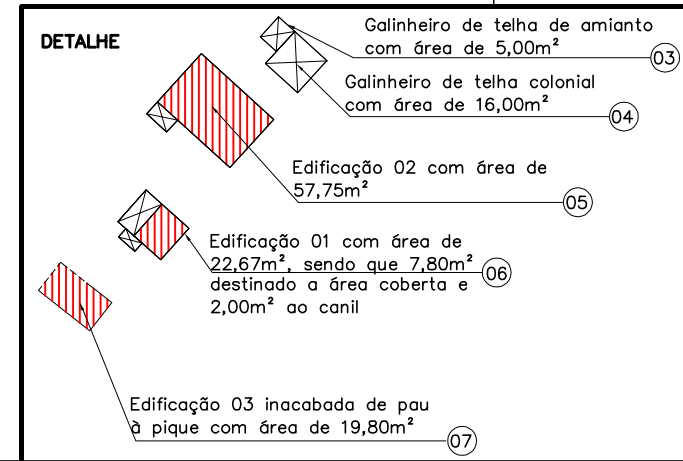 DETALHE
Galinheiro de telha de amianto
com área de 5,00m²
03
Galinheiro de telha colonial
com área de 16,00m²
04
Edificação 02 com área de
57,75m²
05
Edificação 01 com área de
22,67m², sendo que 7,80m²
destinado a área coberta e
2,00m² ao canil
06
Edificação 03 inacabada de pau
à pique com área de 19,80m²
07